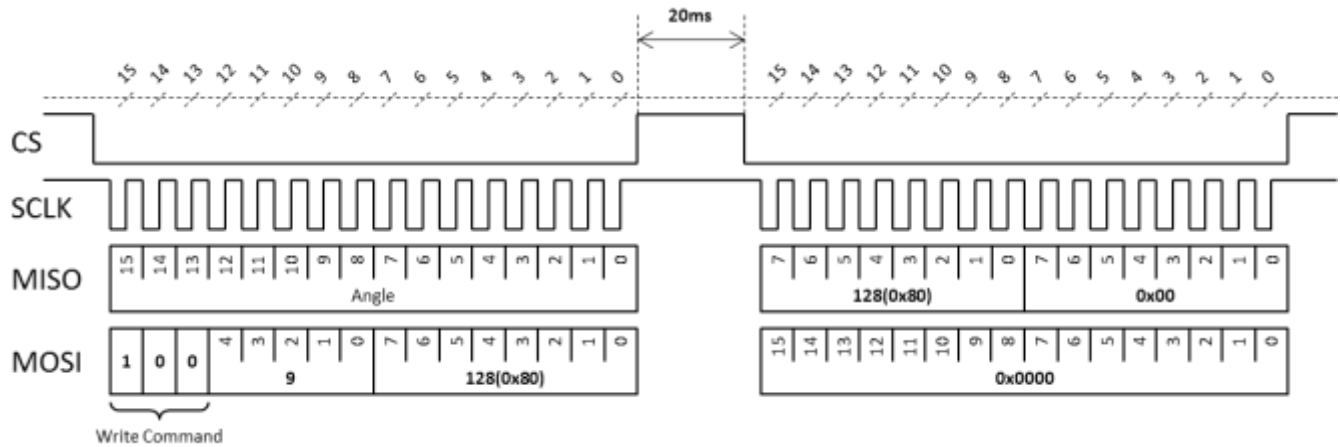 20ms
15 14 13 12 11 10 9 8 7 6 5 4 3 2 1 0 15 14 13 12 11 10 9 8 7 6 5 4 3 2 1 0
CS
SCLK
MISO 15 14 13 12 11 10 9 8 7 6 5 4 3 2 1 0 7 6 5 4 3 2 1 0 7 6 5 4 3 2 1 0
Angle 128(0x80) 0x00
MOSI 1 0 0 4 3 2 1 0 7 6 5 4 3 2 1 0 15 14 13 12 11 10 9 8 7 6 5 4 3 2 1 0
9 128(0x80) 0x0000
Write Command